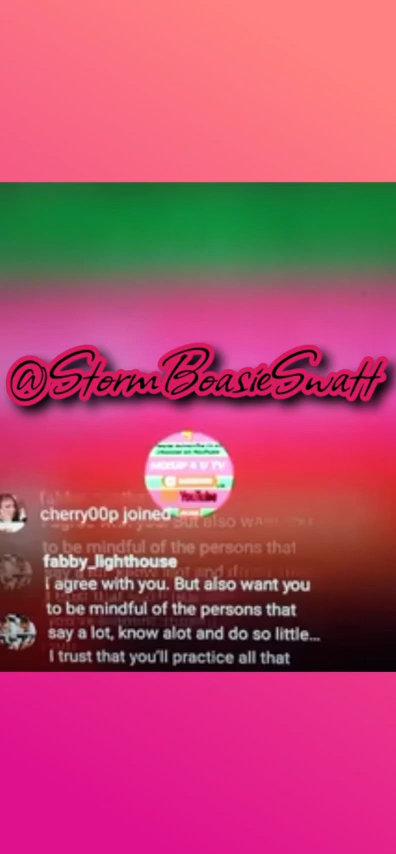 @StormBoasieSwatt
YouTube
cherry00p joined
fabby_lighthouse
I agree with you. But also want you
to be mindful of the persons that
say a lot, know alot and do so little...
I trust that you'll practice all that